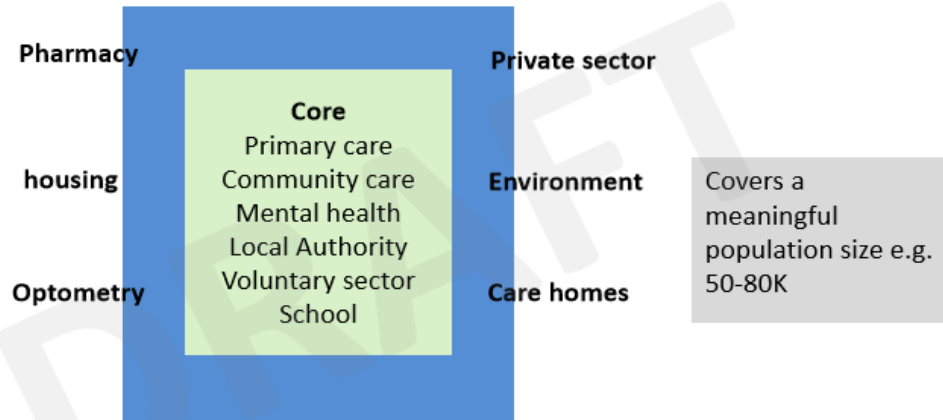 Pharmacy
Private sector
Core
Primary care
Community care
Mental health
Local Authority
Voluntary sector
School
housing
Environment
Optometry
Care homes
Covers a
meaningful
population size e.g.
50-80K
DRAFT